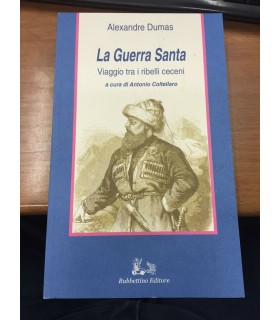 Alexandre Dumas
La Guerra Santa
Viaggio tra i ribelli ceceni
a cura di Antonio Coltellaro
Rubbettino Editore